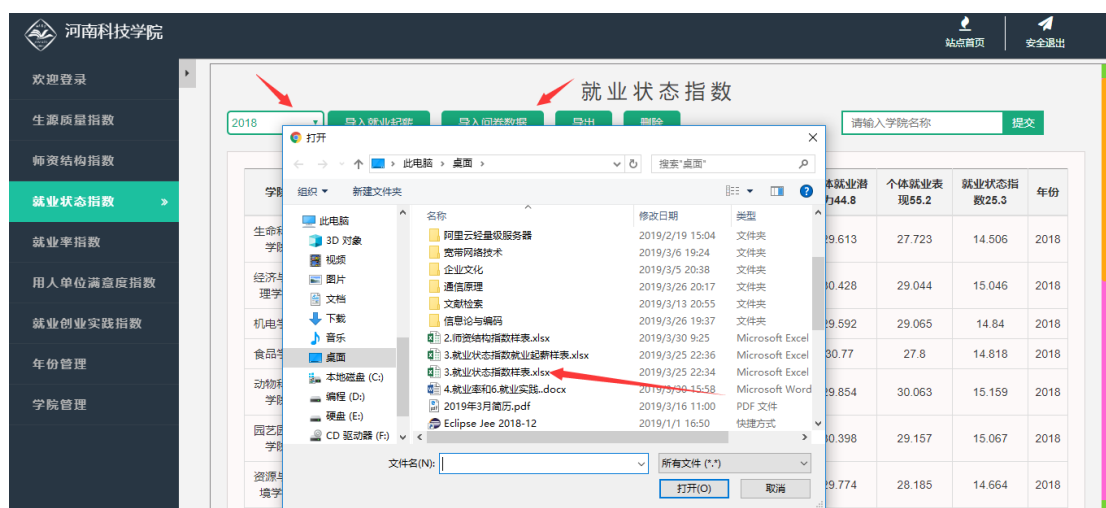 河南科技学院
站点首页
安全退出
欢迎登录
生源质量指数
师资结构指数
就业状态指数 »
就业率指数
用人单位满意度指数
就业创业实践指数
年份管理
学院管理
就业状态指数
2018 导入就业起薪 导入问卷数据 导出 删除 请输入学院名称 提交
打开
此电脑 › 桌面 ›
搜索"桌面"
组织 新建文件夹
此电脑
3D 对象
视频
图片
文档
下载
音乐
桌面
本地磁盘 (C:)
编程 (D:)
硬盘 (E:)
CD 驱动器 (F:)
名称 修改日期 类型
阿里云轻量级服务器 2019/2/19 15:04 文件夹
宽带网络技术 2019/3/6 19:24 文件夹
企业文化 2019/3/5 20:38 文件夹
通信原理 2019/3/26 20:17 文件夹
文献检索 2019/3/13 20:55 文件夹
信息论与编码 2019/3/26 19:37 文件夹
2.师资结构指数样表.xlsx 2019/3/30 9:25 Microsoft Excel
3.就业状态指数就业起薪样表.xlsx 2019/3/25 22:36 Microsoft Excel
3.就业状态指数样表.xlsx 2019/3/25 22:34 Microsoft Excel
4.就业率和6.就业实践..docx 2019/3/30 15:58 Microsoft Word
2019年3月简历.pdf 2019/3/16 11:00 PDF 文件
Eclipse Jee 2018-12 2019/1/1 16:50 快捷方式
文件名(N): 所有文件 (*.*)
打开(O) 取消
个体就业表现55.2 就业状态指数25.3 年份
29.613 27.723 14.506 2018
30.428 29.044 15.046 2018
29.592 29.065 14.84 2018
30.77 27.8 14.818 2018
29.854 30.063 15.159 2018
30.398 29.157 15.067 2018
29.774 28.185 14.664 2018